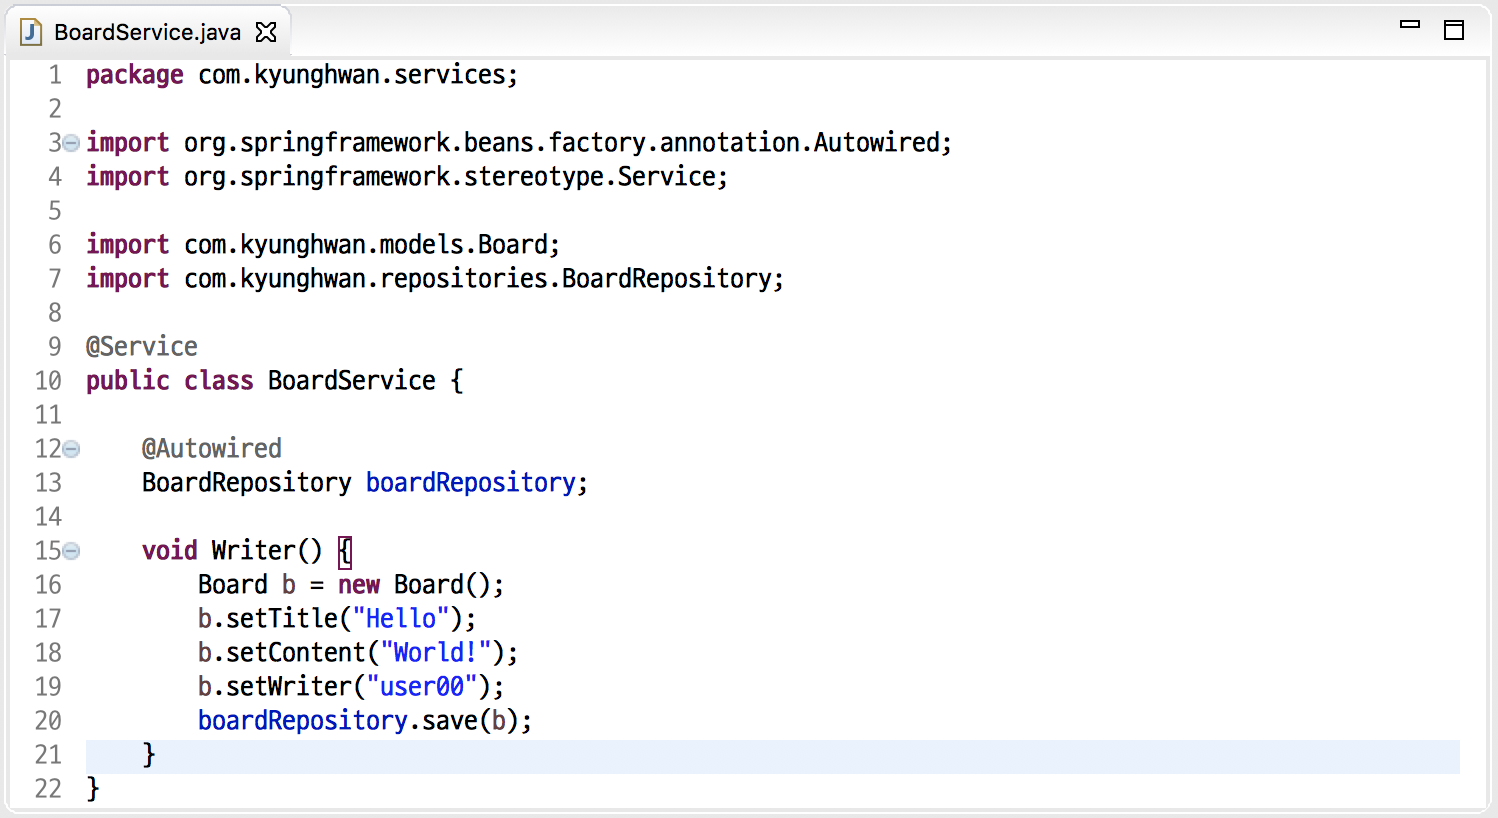 BoardService.java
1 package com.kyunghwan.services;
2
3 import org.springframework.beans.factory.annotation.Autowired;
4 import org.springframework.stereotype.Service;
5
6 import com.kyunghwan.models.Board;
7 import com.kyunghwan.repositories.BoardRepository;
8
9 @Service
10 public class BoardService {
11
12     @Autowired
13     BoardRepository boardRepository;
14
15     void Writer() {
16         Board b = new Board();
17         b.setTitle("Hello");
18         b.setContent("World!");
19         b.setWriter("user00");
20         boardRepository.save(b);
21     }
22 }